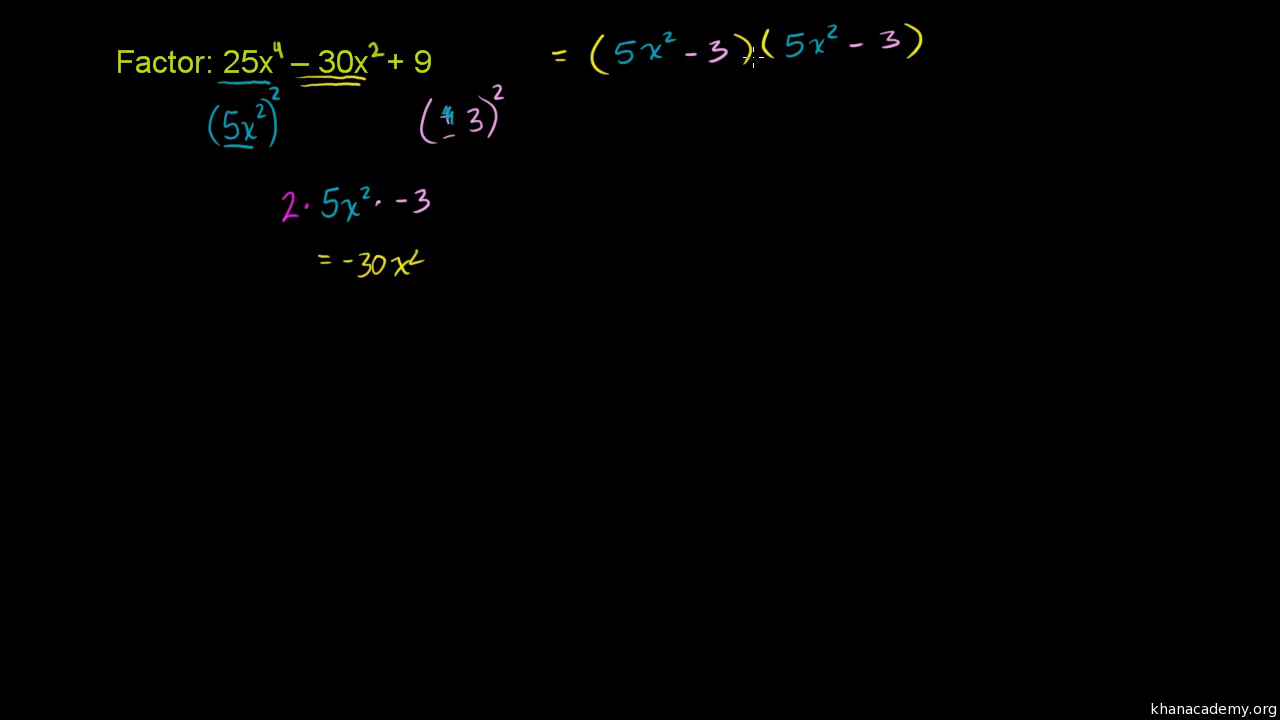 Factor: 25x⁴ – 30x² + 9 = (5x² - 3)(5x² - 3)
(5x²)² (- 3)²
2 · 5x² · -3
= -30x²
khanacademy.org